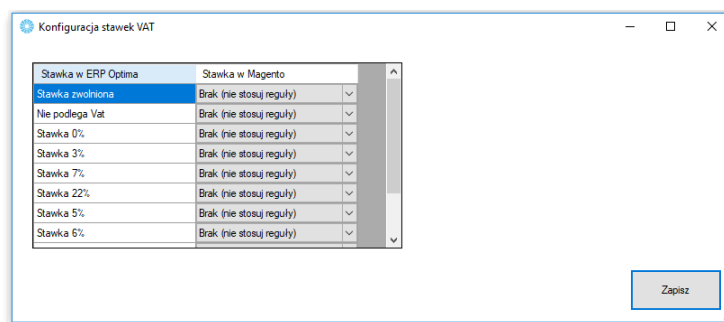 Konfiguracja stawek VAT
Stawka w ERP Optima Stawka w Magento
Stawka zwolniona Brak (nie stosuj reguły)
Nie podlega Vat Brak (nie stosuj reguły)
Stawka 0% Brak (nie stosuj reguły)
Stawka 3% Brak (nie stosuj reguły)
Stawka 7% Brak (nie stosuj reguły)
Stawka 22% Brak (nie stosuj reguły)
Stawka 5% Brak (nie stosuj reguły)
Stawka 6% Brak (nie stosuj reguły)
Zapisz